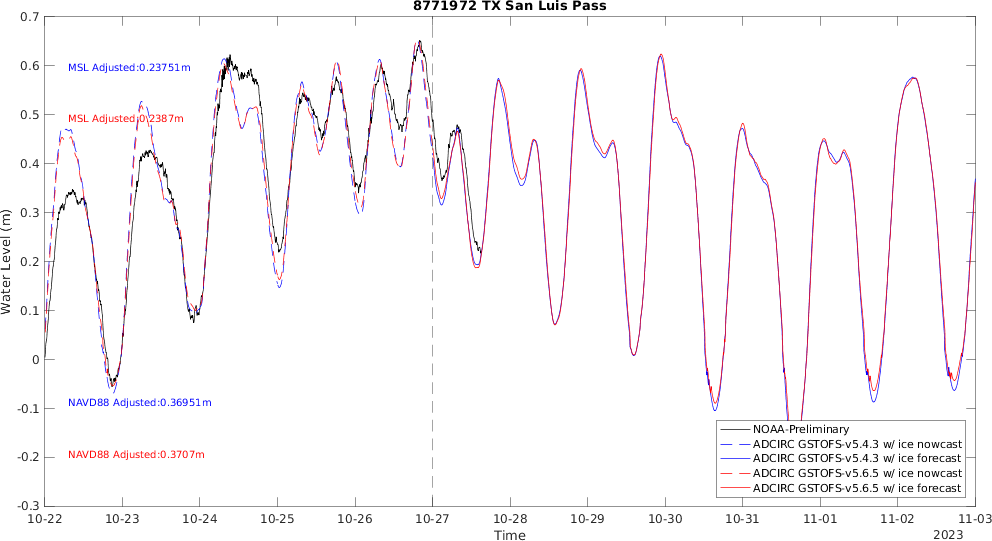 8771972 TX San Luis Pass
0.7
0.6
0.5
0.4
0.3
0.2
0.1
0
-0.1
-0.2
-0.3
Water Level (m)
MSL Adjusted:0.23751m
MSL Adjusted:0.2387m
NAVD88 Adjusted:0.36951m
NAVD88 Adjusted:0.3707m
NOAA-Preliminary
ADCIRC GSTOFS-v5.4.3 w/ ice nowcast
ADCIRC GSTOFS-v5.4.3 w/ ice forecast
ADCIRC GSTOFS-v5.6.5 w/ ice nowcast
ADCIRC GSTOFS-v5.6.5 w/ ice forecast
10-22 10-23 10-24 10-25 10-26 10-27 10-28 10-29 10-30 10-31 11-01 11-02 11-03
Time
2023